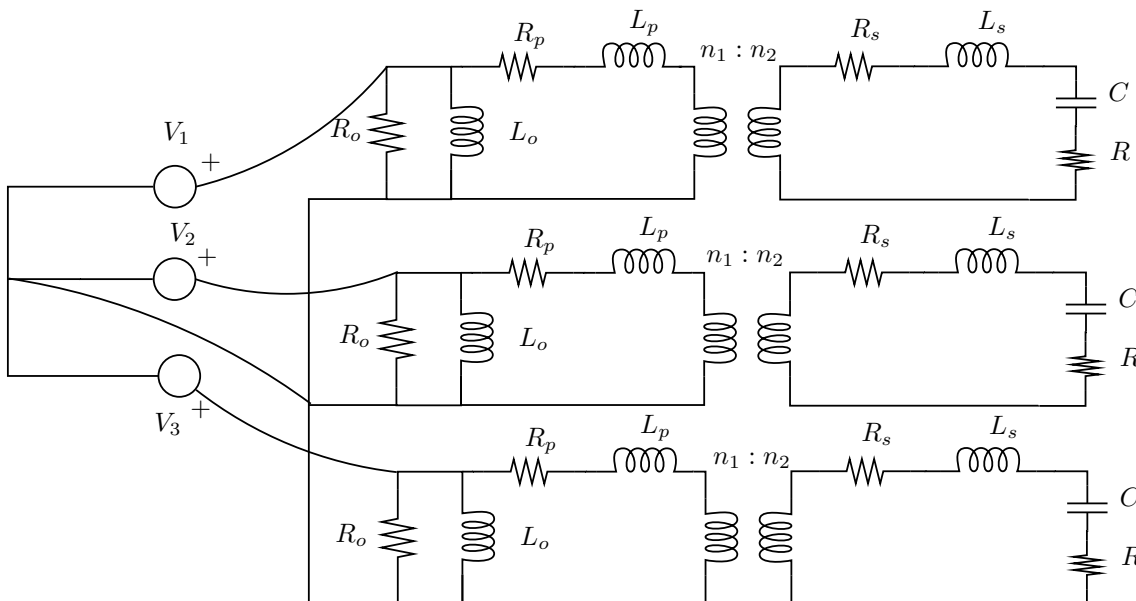 R_p L_p n_1 : n_2 R_s L_s
C
V_1 + R_o L_o R
V_2
+ R_p L_p n_1 : n_2 R_s L_s
C
R_o L_o R
V_3 + R_p L_p n_1 : n_2 R_s L_s
C
R_o L_o R